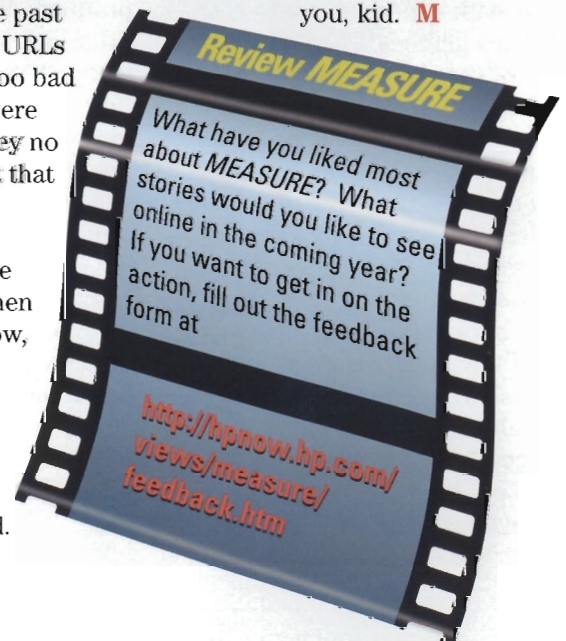 e past
URLs
oo bad
ere
ey no
that
e
hen
ow,
d.
you, kid. M
Review MEASURE
What have you liked most
about MEASURE? What
stories would you like to see
online in the coming year?
If you want to get in on the
action, fill out the feedback
form at
http://hpnow.hp.com/
views/measure/
feedback.htm